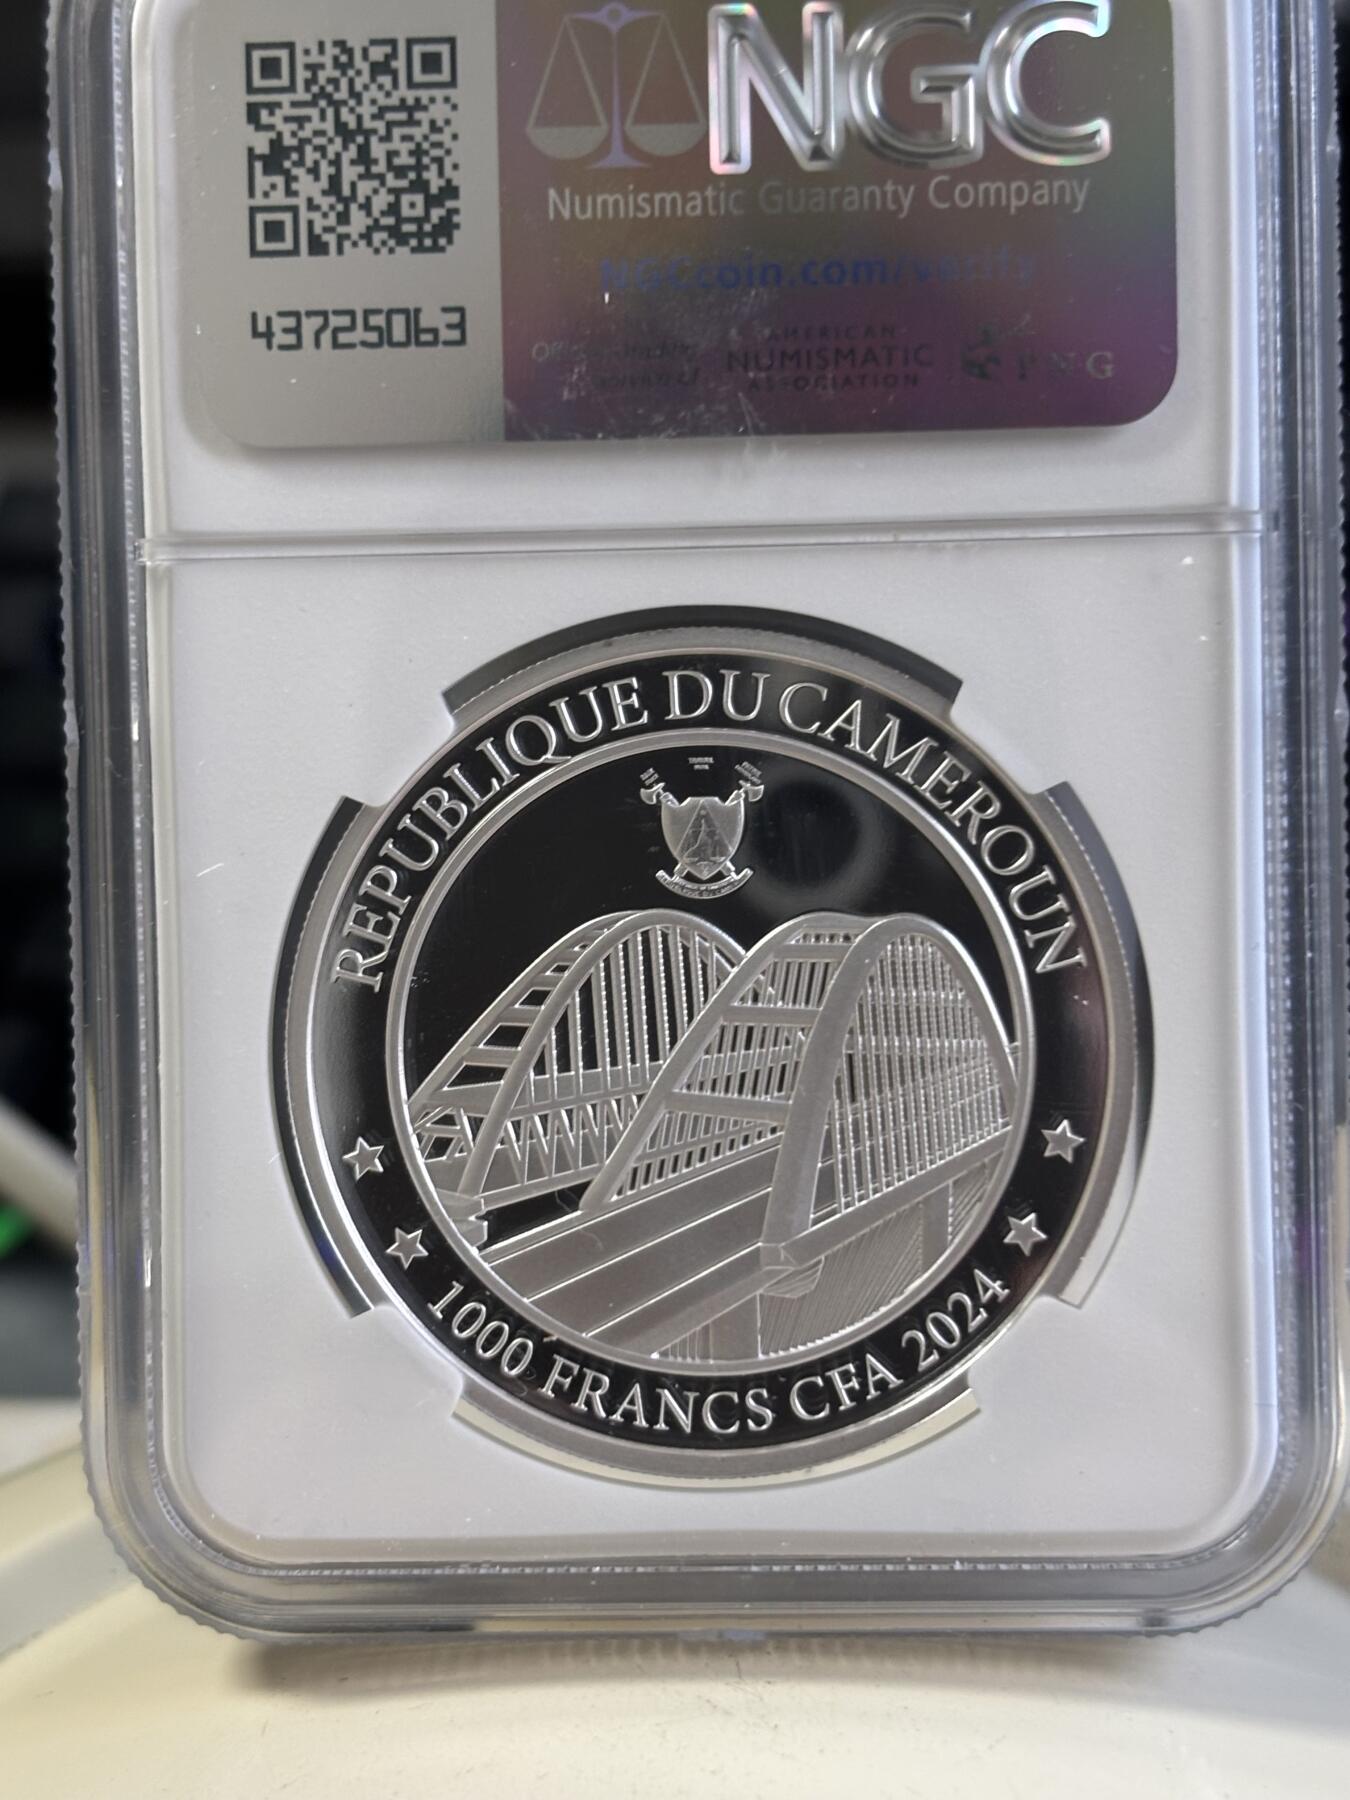 NGC
Numismatic Guaranty Company
NGCcoin.com/verify
43725063
AMERICAN
NUMISMATIC
ASSOCIATION
PNG
REPUBLIQUE DU CAMEROUN
1000 FRANCS CFA 2024